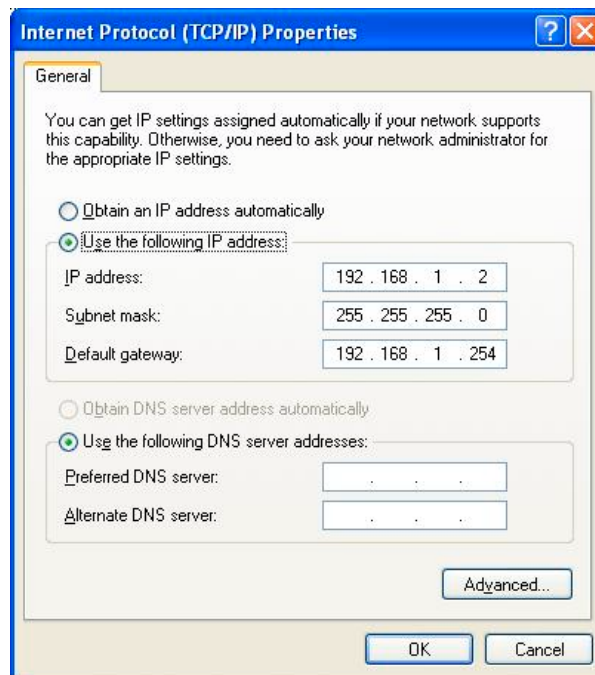 Internet Protocol (TCP/IP) Properties
General
You can get IP settings assigned automatically if your network supports
this capability. Otherwise, you need to ask your network administrator for
the appropriate IP settings.
Obtain an IP address automatically
Use the following IP address:
IP address: 192 . 168 . 1 . 2
Subnet mask: 255 . 255 . 255 . 0
Default gateway: 192 . 168 . 1 . 254
Obtain DNS server address automatically
Use the following DNS server addresses:
Preferred DNS server: . . .
Alternate DNS server: . . .
Advanced...
OK Cancel